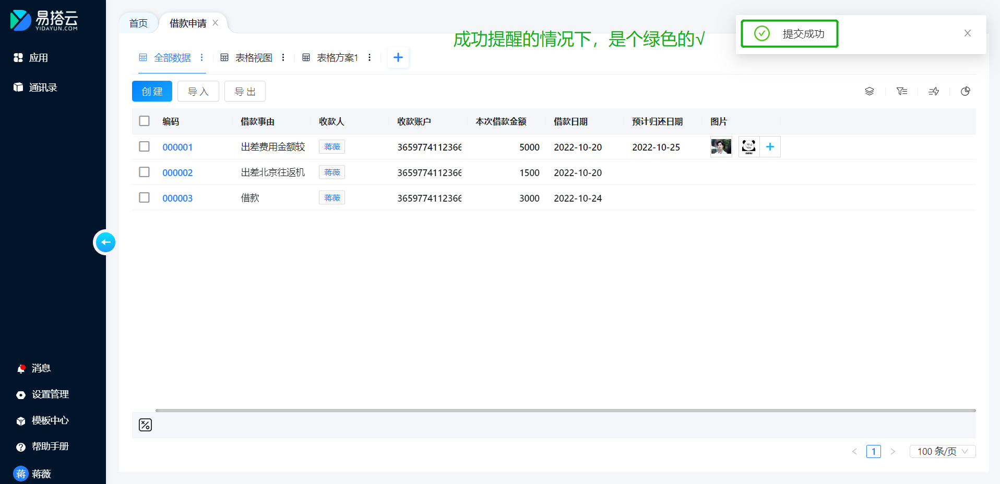 易搭云
YIDAYUN.COM
应用
通讯录
消息
设置管理
模板中心
帮助手册
蒋 蒋薇
首页 借款申请
成功提醒的情况下，是个绿色的√
提交成功
全部数据 表格视图 表格方案1
创建 导入 导出
编码 借款事由 收款人 收款账户 本次借款金额 借款日期 预计归还日期 图片
000001 出差费用金额较 蒋薇 3659774112366 5000 2022-10-20 2022-10-25
000002 出差北京往返机 蒋薇 3659774112366 1500 2022-10-20
000003 借款 蒋薇 3659774112366 3000 2022-10-24
1 100 条/页